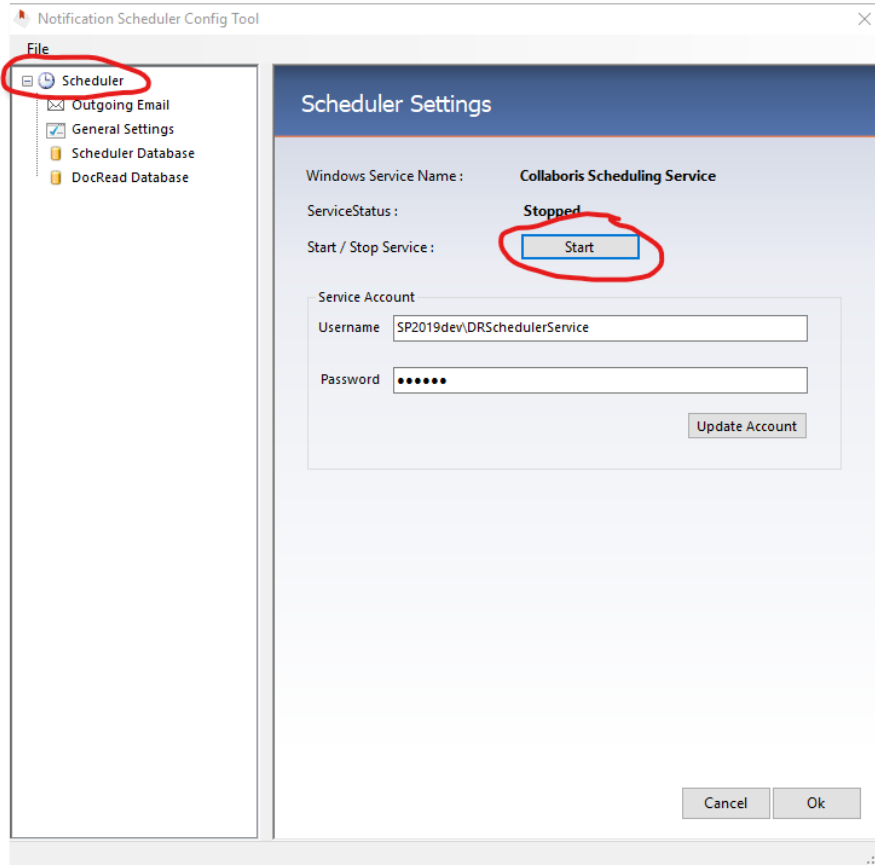 Notification Scheduler Config Tool
File
Scheduler
Outgoing Email
General Settings
Scheduler Database
DocRead Database
Scheduler Settings
Windows Service Name : Collaboris Scheduling Service
ServiceStatus : Stopped
Start / Stop Service : Start
Service Account
Username SP2019dev\DRSchedulerService
Password ●●●●●●
Update Account
Cancel Ok